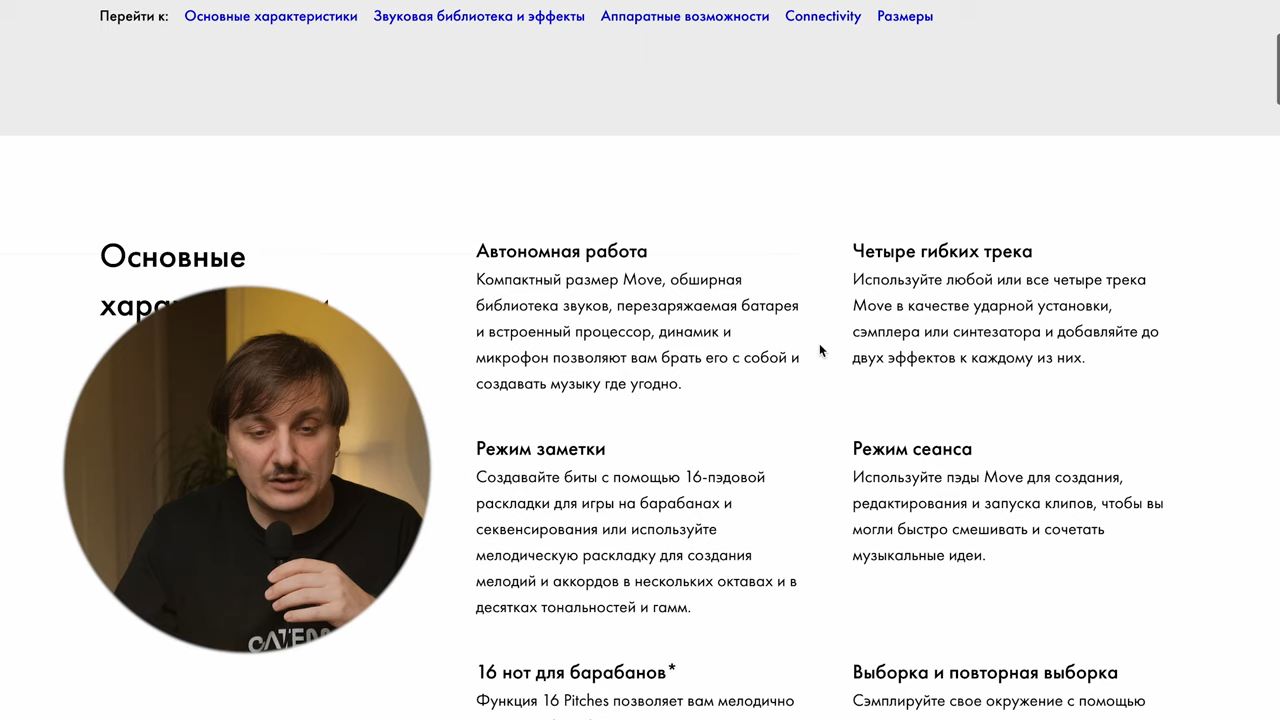 Перейти к: Основные характеристики Звуковая библиотека и эффекты Аппаратные возможности Connectivity Размеры
Основные
Автономная работа
Компактный размер Move, обширная
библиотека звуков, перезаряжаемая батарея
и встроенный процессор, динамик и
микрофон позволяют вам брать его с собой и
создавать музыку где угодно.
Четыре гибких трека
Используйте любой или все четыре трека
Move в качестве ударной установки,
сэмплера или синтезатора и добавляйте до
двух эффектов к каждому из них.
Режим заметки
Создавайте биты с помощью 16-пэдовой
раскладки для игры на барабанах и
секвенсирования или используйте
мелодическую раскладку для создания
мелодий и аккордов в нескольких октавах и в
десятках тональностей и гамм.
Режим сеанса
Используйте пэды Move для создания,
редактирования и запуска клипов, чтобы вы
могли быстро смешивать и сочетать
музыкальные идеи.
16 нот для барабанов*
Функция 16 Pitches позволяет вам мелодично
Выборка и повторная выборка
Сэмплируйте свое окружение с помощью